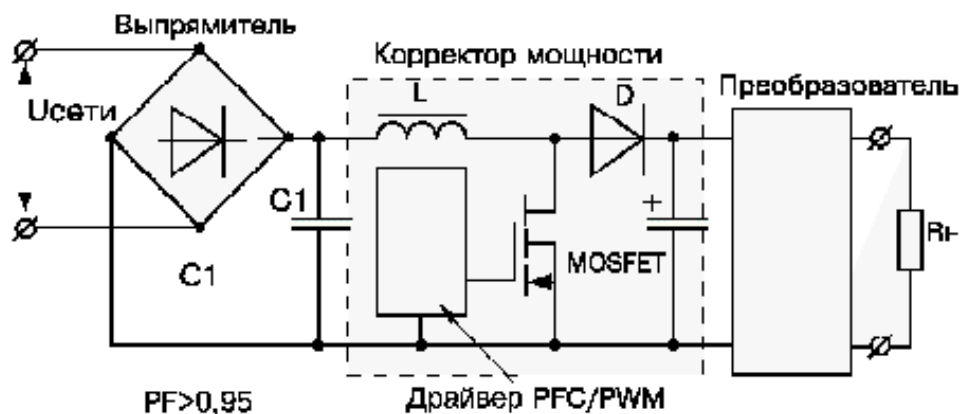 Выпрямитель
Корректор мощности
L
D
Преобразователь
Uсети
C1
+
Rн
MOSFET
C1
PF>0,95
Драйвер PFC/PWM